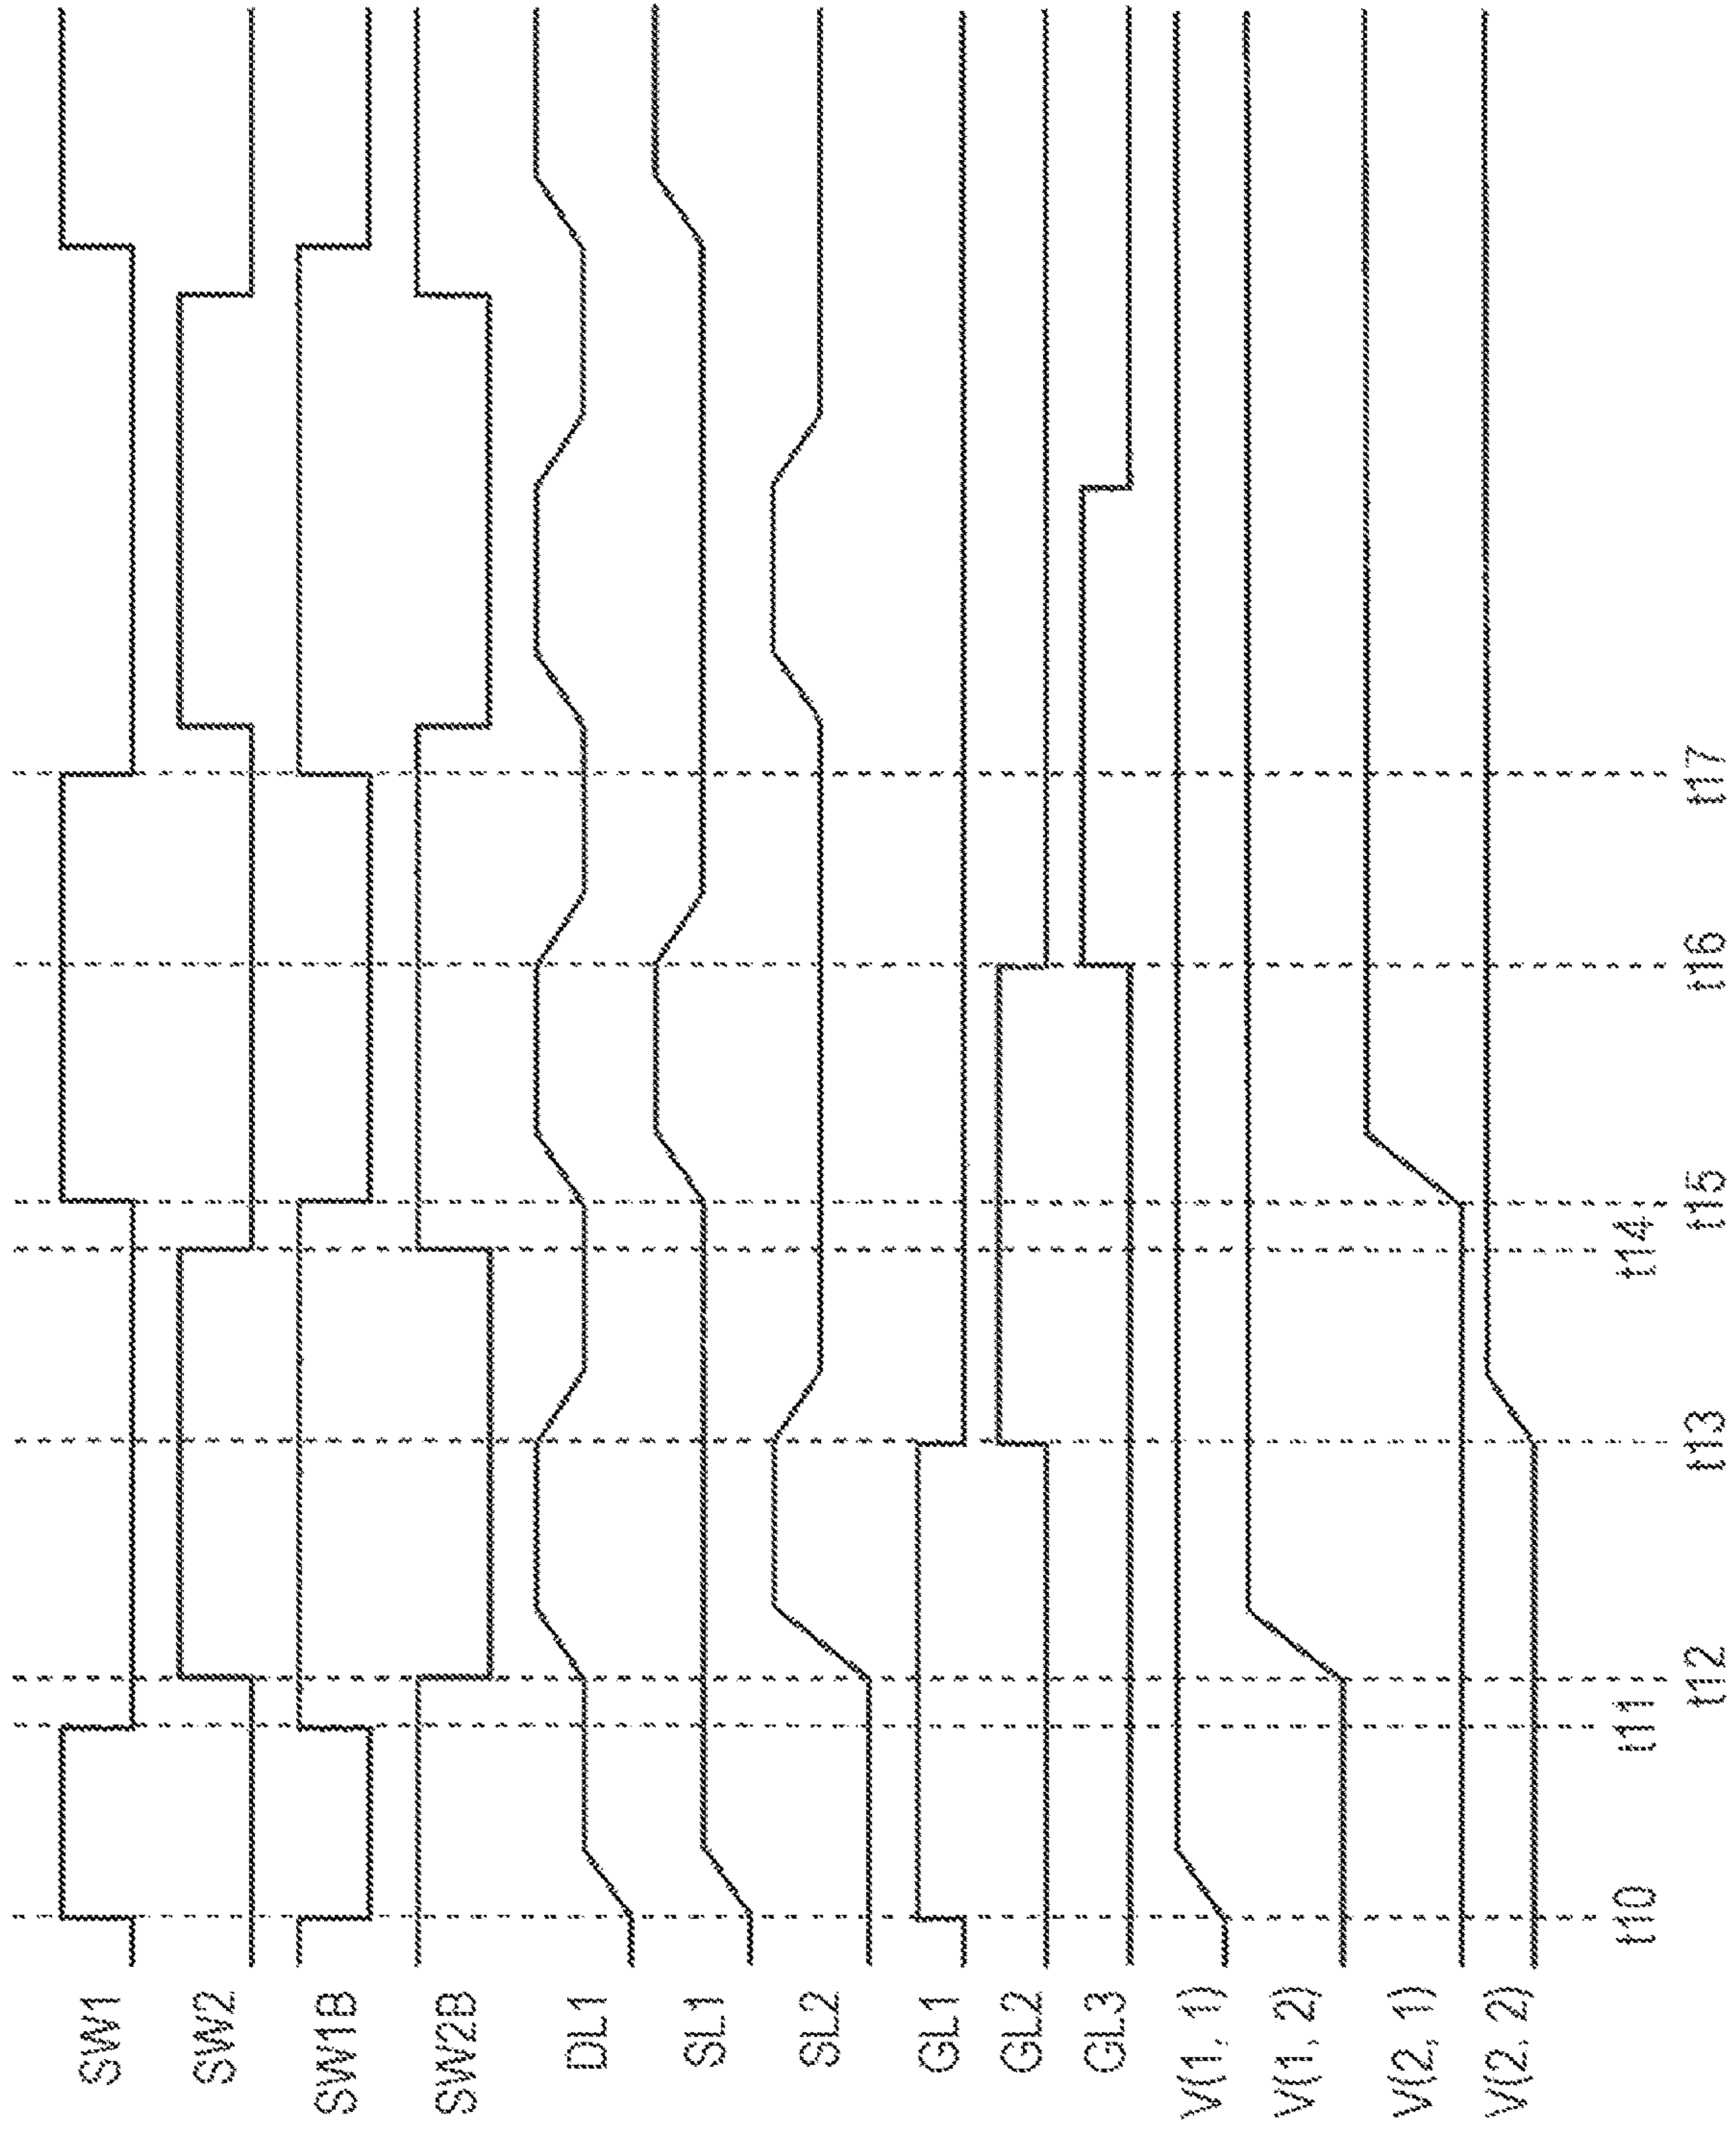 SW1
SW2
SW1B
SW2B
DL1
SL1
SL2
GL1
GL2
GL3
V(1, 1)
V(1, 2)
V(2, 1)
V(2, 2)
t10
t11
t12
t13
t14
t15
t16
t17